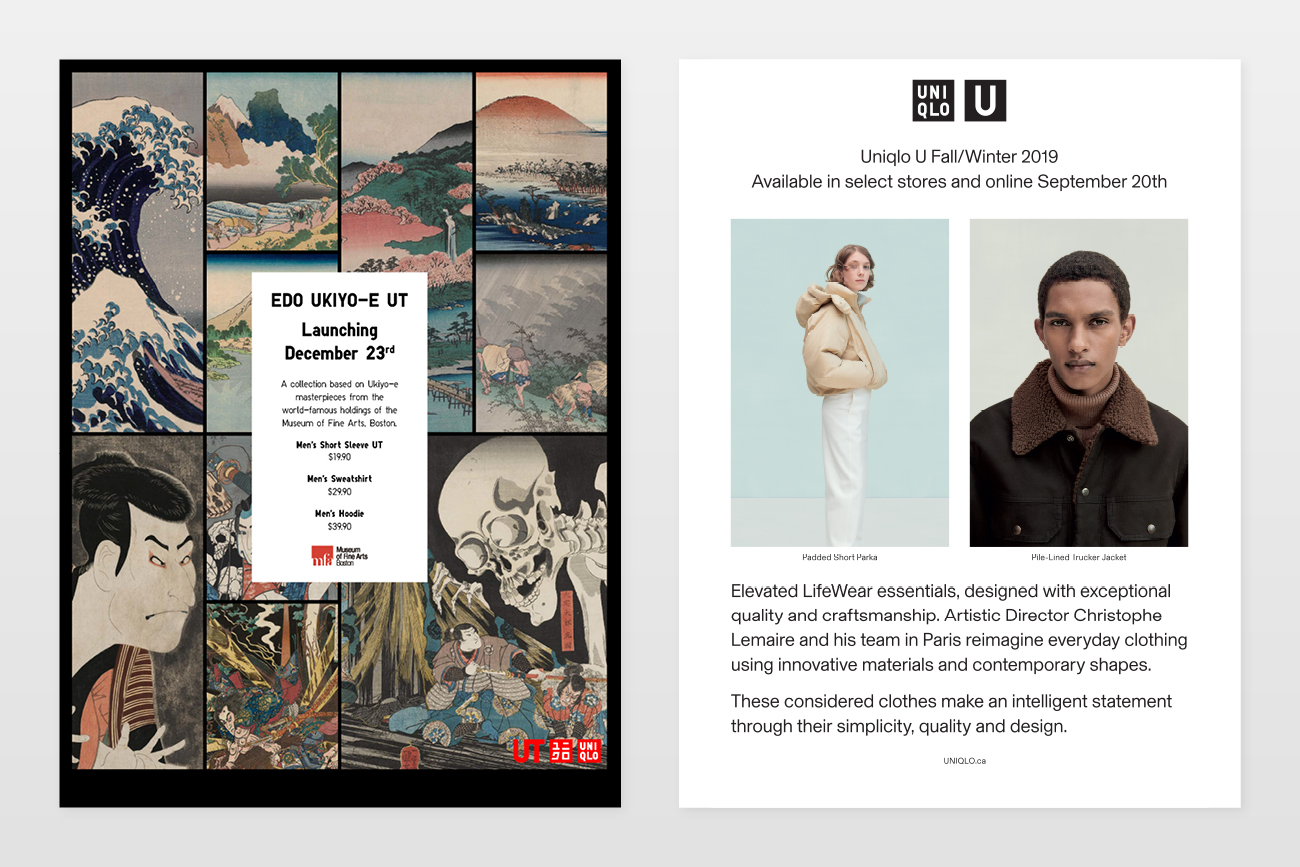 EDO UKIYO-E UT
Launching
December 23rd
A collection based on Ukiyo-e
masterpieces from the
world-famous holdings of the
Museum of Fine Arts, Boston.
Men's Short Sleeve UT
$19.90
Men's Sweatshirt
$29.90
Men's Hoodie
$39.90
mfa
Museum
of Fine Arts
Boston
UT
ユニ
クロ
UNI
QLO
UNI
QLO
U
Uniqlo U Fall/Winter 2019
Available in select stores and online September 20th
Padded Short Parka
Pile-Lined Trucker Jacket
Elevated LifeWear essentials, designed with exceptional
quality and craftsmanship. Artistic Director Christophe
Lemaire and his team in Paris reimagine everyday clothing
using innovative materials and contemporary shapes.
These considered clothes make an intelligent statement
through their simplicity, quality and design.
UNIQLO.ca